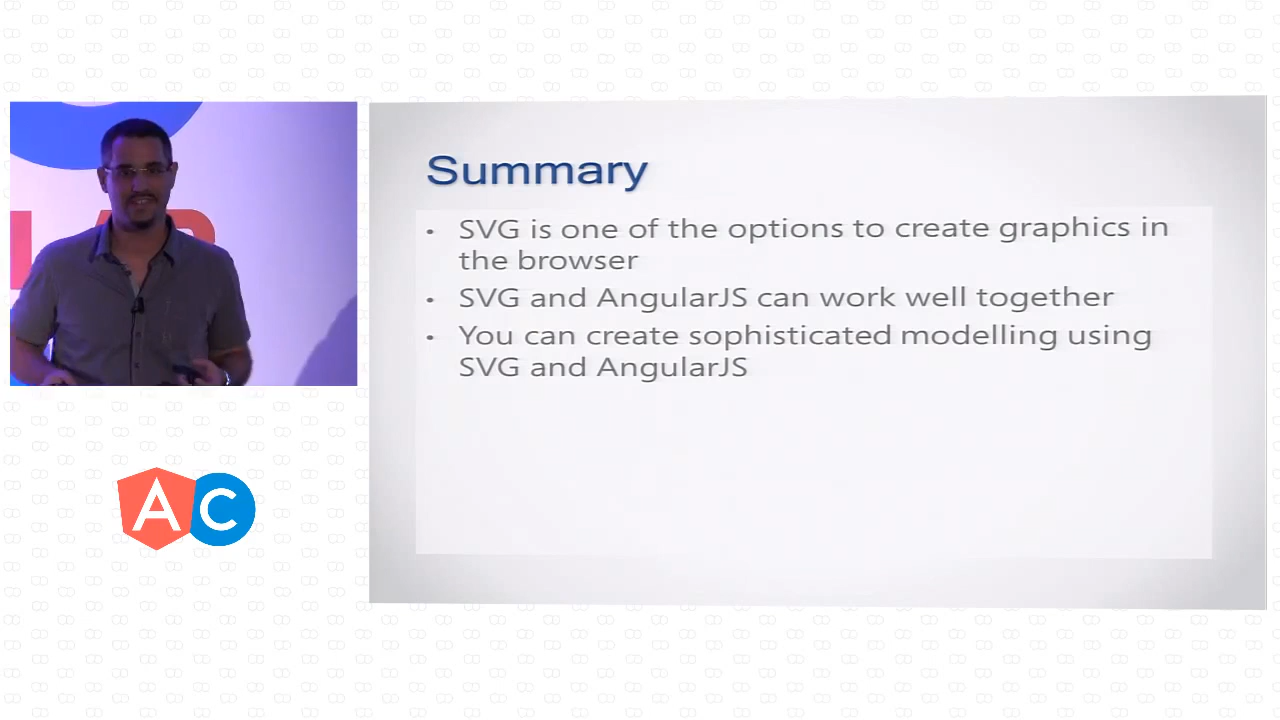 Summary
• SVG is one of the options to create graphics in
the browser
• SVG and AngularJS can work well together
• You can create sophisticated modelling using
SVG and AngularJS
AC